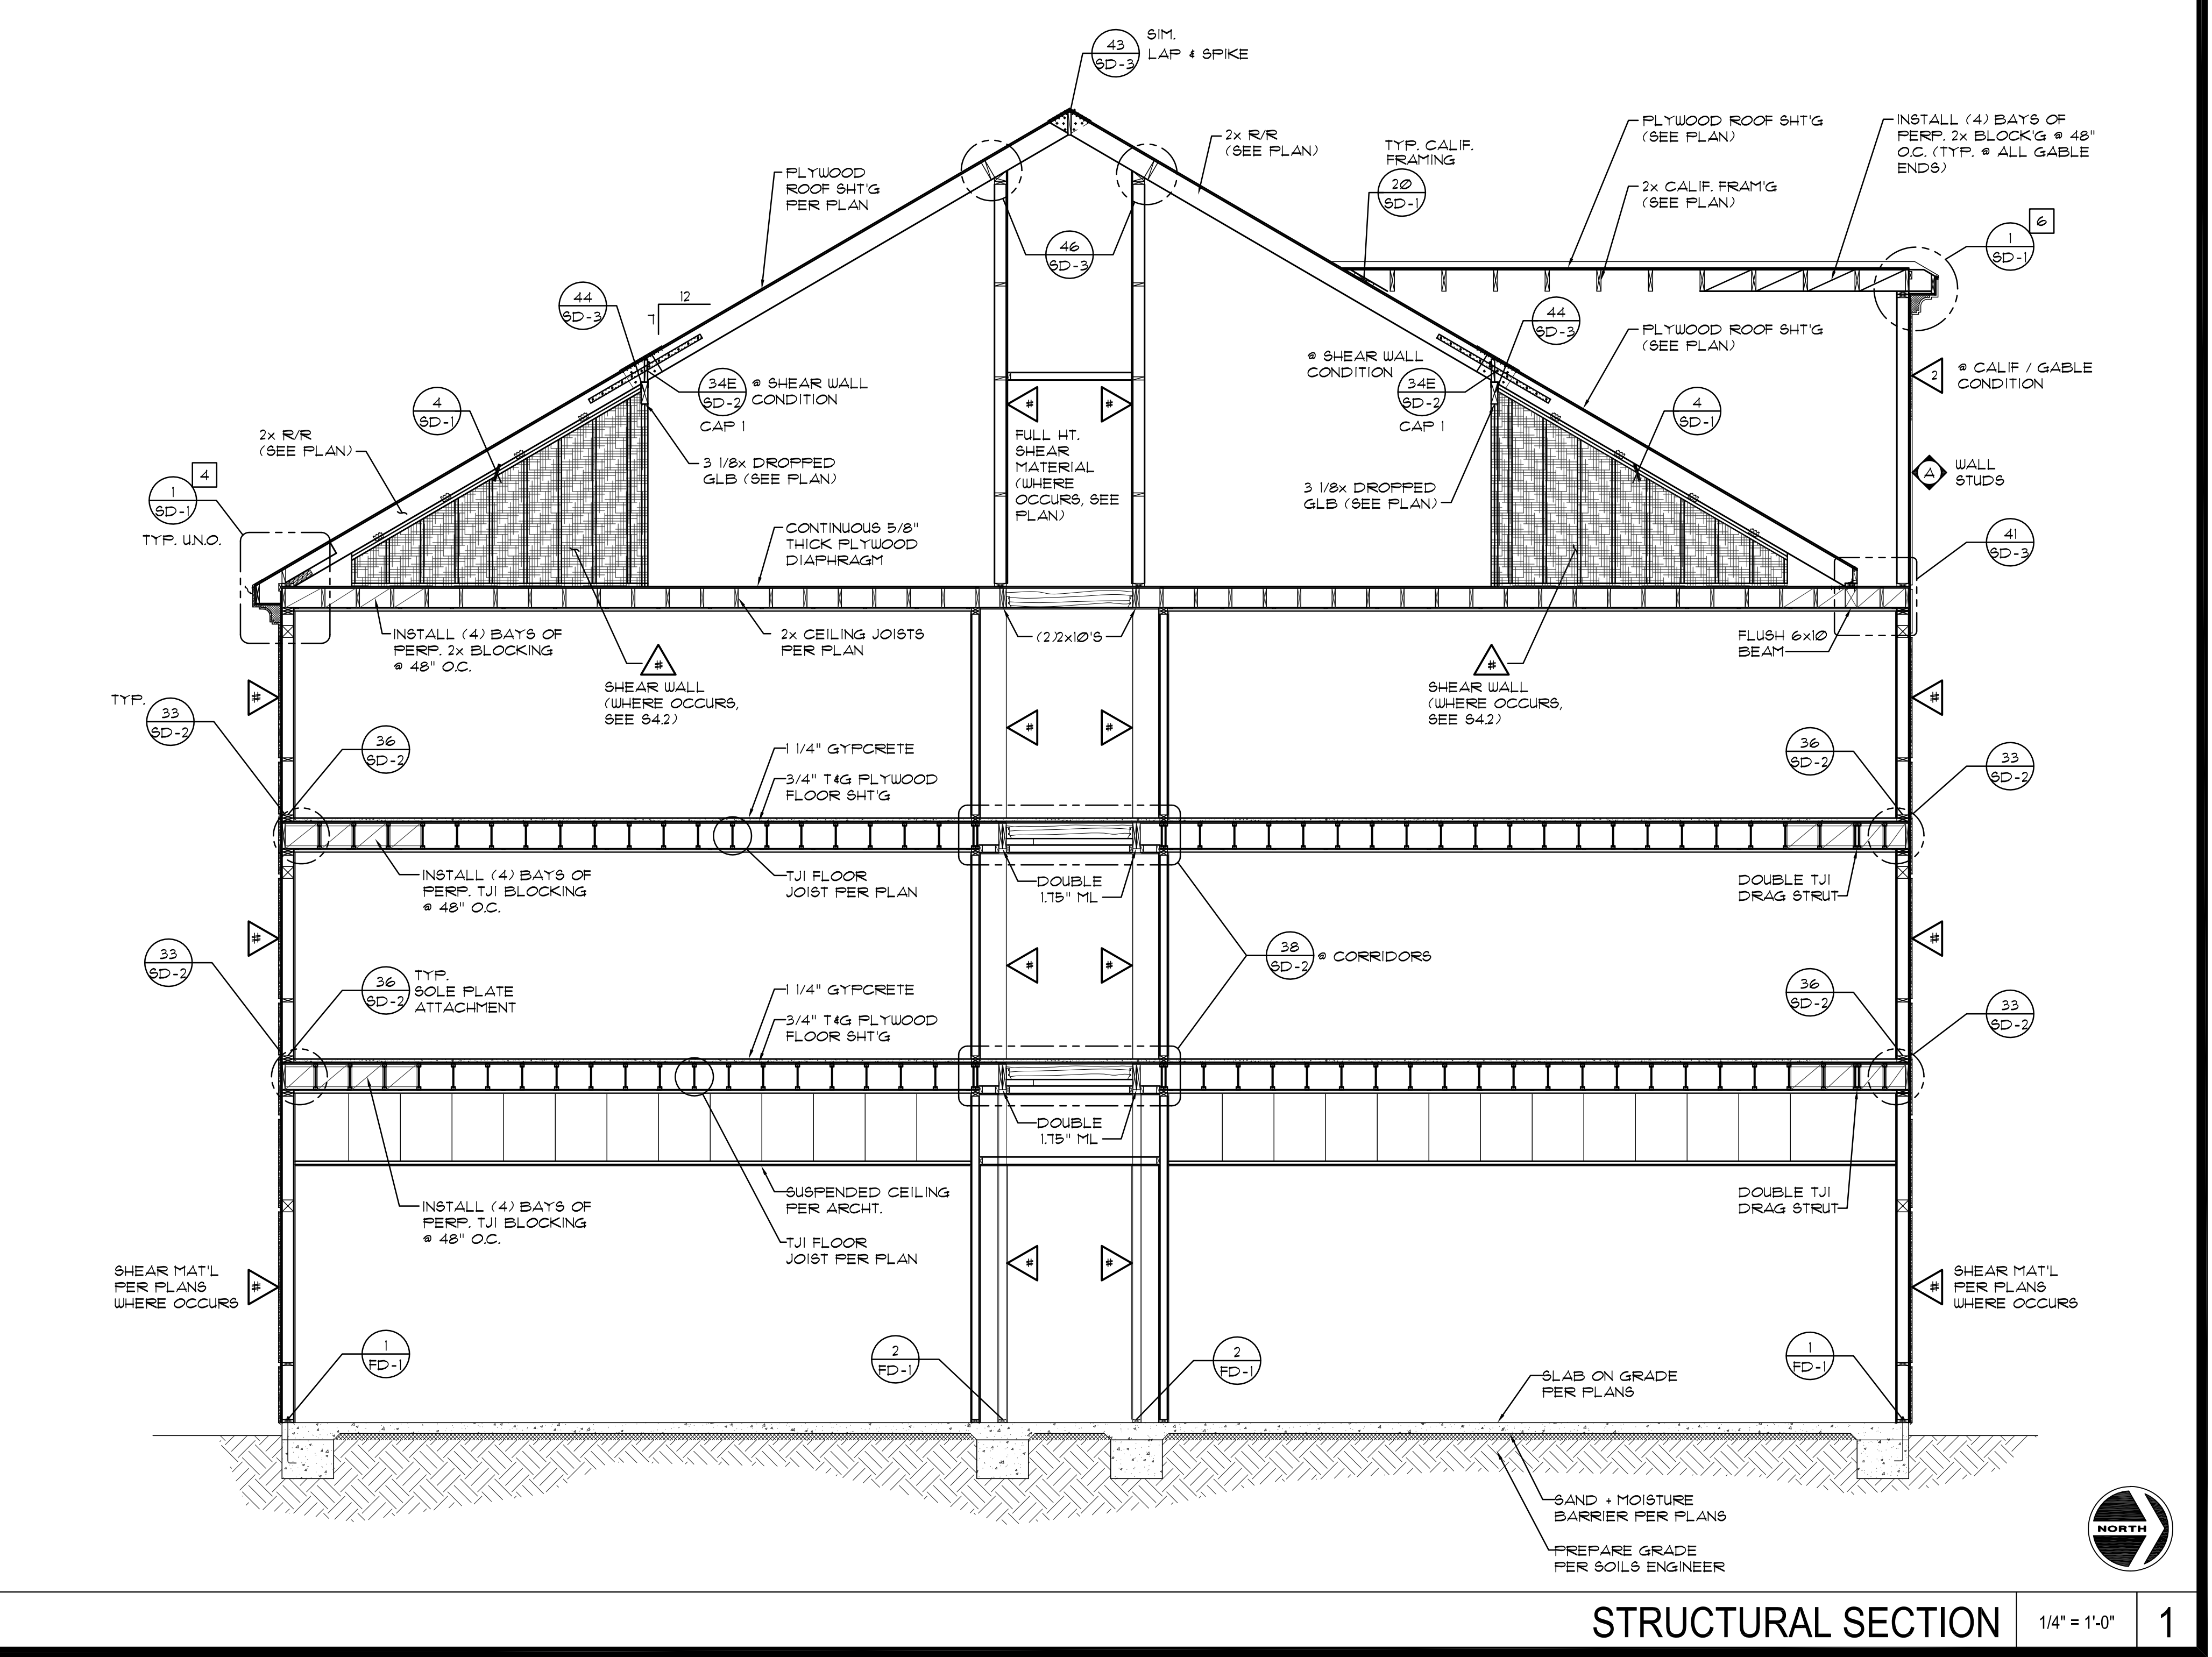 43
SD-3
SIM.
LAP & SPIKE
PLYWOOD
ROOF SHT'G
PER PLAN
2x R/R
(SEE PLAN)
TYP. CALIF.
FRAMING
20
SD-1
PLYWOOD ROOF SHT'G
(SEE PLAN)
2x CALIF. FRAM'G
(SEE PLAN)
INSTALL (4) BAYS OF
PERP. 2x BLOCK'G @ 48"
O.C. (TYP. @ ALL GABLE
ENDS)
6
1
SD-1
46
SD-3
12
7
44
SD-3
44
SD-3
PLYWOOD ROOF SHT'G
(SEE PLAN)
34E
SD-2
@ SHEAR WALL
CONDITION
CAP 1
@ SHEAR WALL
CONDITION
34E
SD-2
CAP 1
2
@ CALIF / GABLE
CONDITION
4
SD-1
4
SD-1
#
#
FULL HT.
SHEAR
MATERIAL
(WHERE
OCCURS, SEE
PLAN)
2x R/R
(SEE PLAN)
4
1
SD-1
TYP. U.N.O.
3 1/8x DROPPED
GLB (SEE PLAN)
3 1/8x DROPPED
GLB (SEE PLAN)
A
WALL
STUDS
CONTINUOUS 5/8"
THICK PLYWOOD
DIAPHRAGM
41
SD-3
INSTALL (4) BAYS OF
PERP. 2x BLOCKING
@ 48" O.C.
2x CEILING JOISTS
PER PLAN
(2)2x10'S
FLUSH 6x10
BEAM
#
SHEAR WALL
(WHERE OCCURS,
SEE S4.2)
#
SHEAR WALL
(WHERE OCCURS,
SEE S4.2)
#
#
TYP.
33
SD-2
36
SD-2
#
#
1 1/4" GYPCRETE
3/4" T&G PLYWOOD
FLOOR SHT'G
36
SD-2
33
SD-2
INSTALL (4) BAYS OF
PERP. TJI BLOCKING
@ 48" O.C.
TJI FLOOR
JOIST PER PLAN
DOUBLE
1.75" ML
DOUBLE TJI
DRAG STRUT
#
#
33
SD-2
36
SD-2
TYP.
SOLE PLATE
ATTACHMENT
#
#
38
SD-2
@ CORRIDORS
1 1/4" GYPCRETE
3/4" T&G PLYWOOD
FLOOR SHT'G
36
SD-2
33
SD-2
DOUBLE
1.75" ML
SUSPENDED CEILING
PER ARCHT.
INSTALL (4) BAYS OF
PERP. TJI BLOCKING
@ 48" O.C.
TJI FLOOR
JOIST PER PLAN
DOUBLE TJI
DRAG STRUT
#
#
SHEAR MAT'L
PER PLANS
WHERE OCCURS
#
#
SHEAR MAT'L
PER PLANS
WHERE OCCURS
1
FD-1
2
FD-1
2
FD-1
1
FD-1
SLAB ON GRADE
PER PLANS
SAND + MOISTURE
BARRIER PER PLANS
PREPARE GRADE
PER SOILS ENGINEER
NORTH
STRUCTURAL SECTION
1/4" = 1'-0"
1